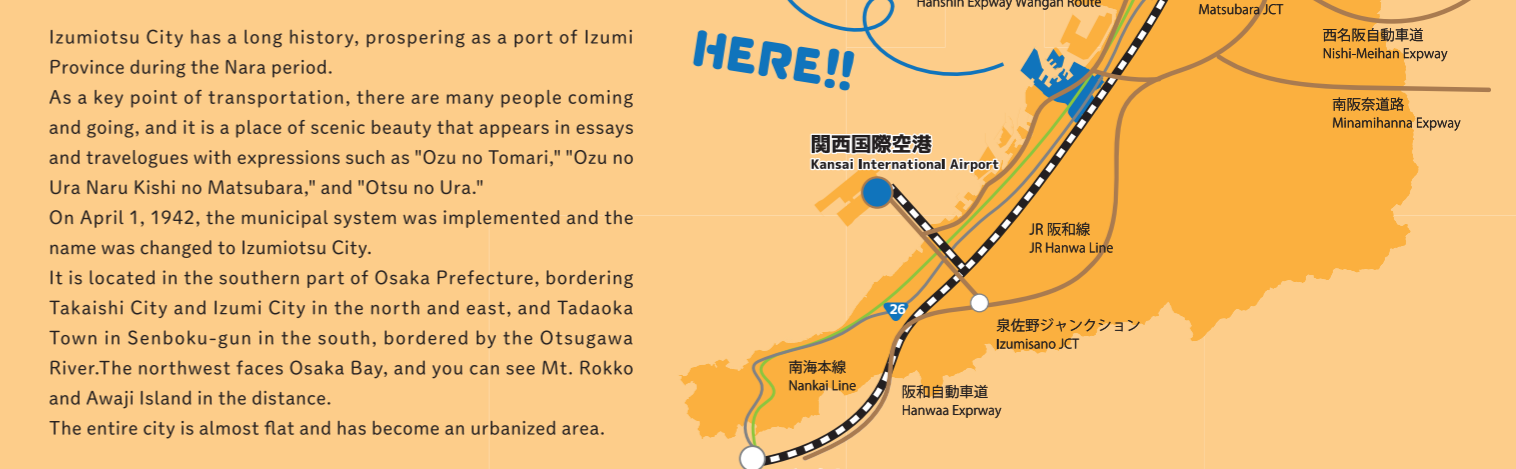 Izumiotsu City has a long history, prospering as a port of Izumi
Province during the Nara period.
As a key point of transportation, there are many people coming
and going, and it is a place of scenic beauty that appears in essays
and travelogues with expressions such as "Ozu no Tomari," "Ozu no
Ura Naru Kishi no Matsubara," and "Otsu no Ura."
On April 1, 1942, the municipal system was implemented and the
name was changed to Izumiotsu City.
It is located in the southern part of Osaka Prefecture, bordering
Takaishi City and Izumi City in the north and east, and Tadaoka
Town in Senboku-gun in the south, bordered by the Otsugawa
River.The northwest faces Osaka Bay, and you can see Mt. Rokko
and Awaji Island in the distance.
The entire city is almost flat and has become an urbanized area.
Hanshin Expway Wangan Route
Matsubara JCT
西名阪自動車道
Nishi-Meihan Expway
HERE!!
南阪奈道路
Minamihanna Expway
関西国際空港
Kansai International Airport
JR 阪和線
JR Hanwa Line
26
泉佐野ジャンクション
Izumisano JCT
南海本線
Nankai Line
阪和自動車道
Hanwaa Exprway